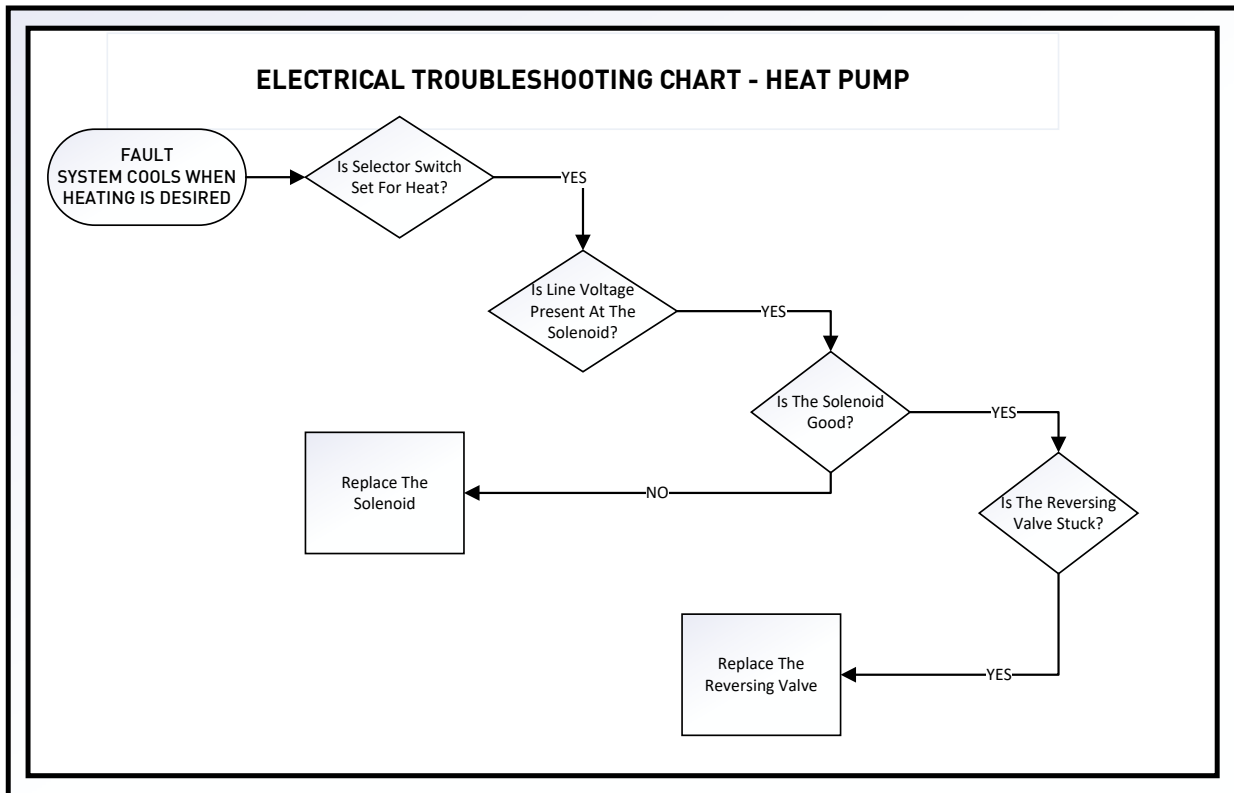 ELECTRICAL TROUBLESHOOTING CHART - HEAT PUMP
FAULT
SYSTEM COOLS WHEN
HEATING IS DESIRED
Is Selector Switch
Set For Heat?
YES
Is Line Voltage
Present At The
Solenoid?
YES
Is The Solenoid
Good?
YES
Replace The
Solenoid
NO
Is The Reversing
Valve Stuck?
Replace The
Reversing Valve
YES